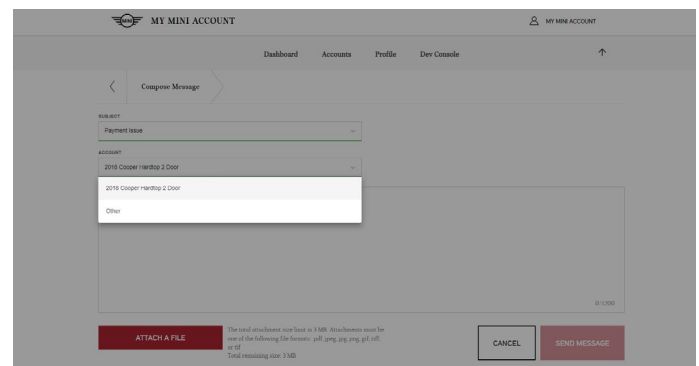 MINI
MY MINI ACCOUNT
MY MINI ACCOUNT
Dashboard Accounts Profile Dev Console
Compose Message
SUBJECT
Payment Issue
ACCOUNT
2016 Cooper Hardtop 2 Door
2016 Cooper Hardtop 2 Door
Other
0/1200
ATTACH A FILE
The total attachment size limit is 3 MB. Attachments must be
one of the following file formats: .pdf, .jpeg, .jpg, .png, .gif, .tiff,
or .tif
Total remaining size: 3 MB
CANCEL
SEND MESSAGE